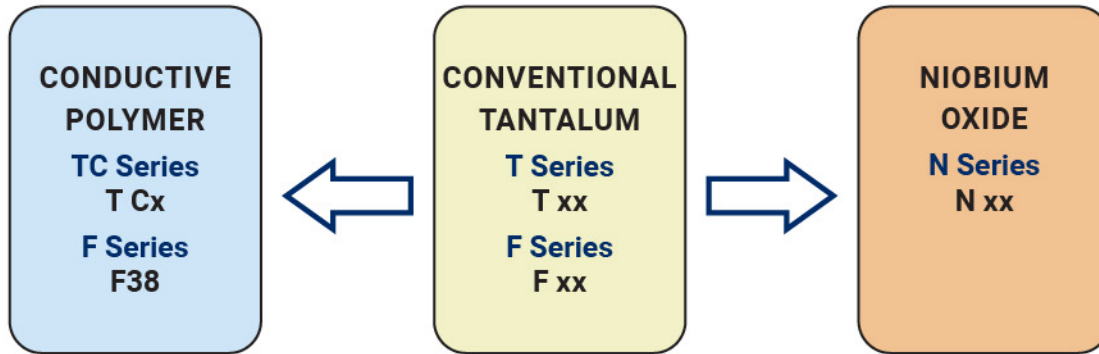 CONDUCTIVE
POLYMER
TC Series
T Cx
F Series
F38
CONVENTIONAL
TANTALUM
T Series
T xx
F Series
F xx
NIOBIUM
OXIDE
N Series
N xx